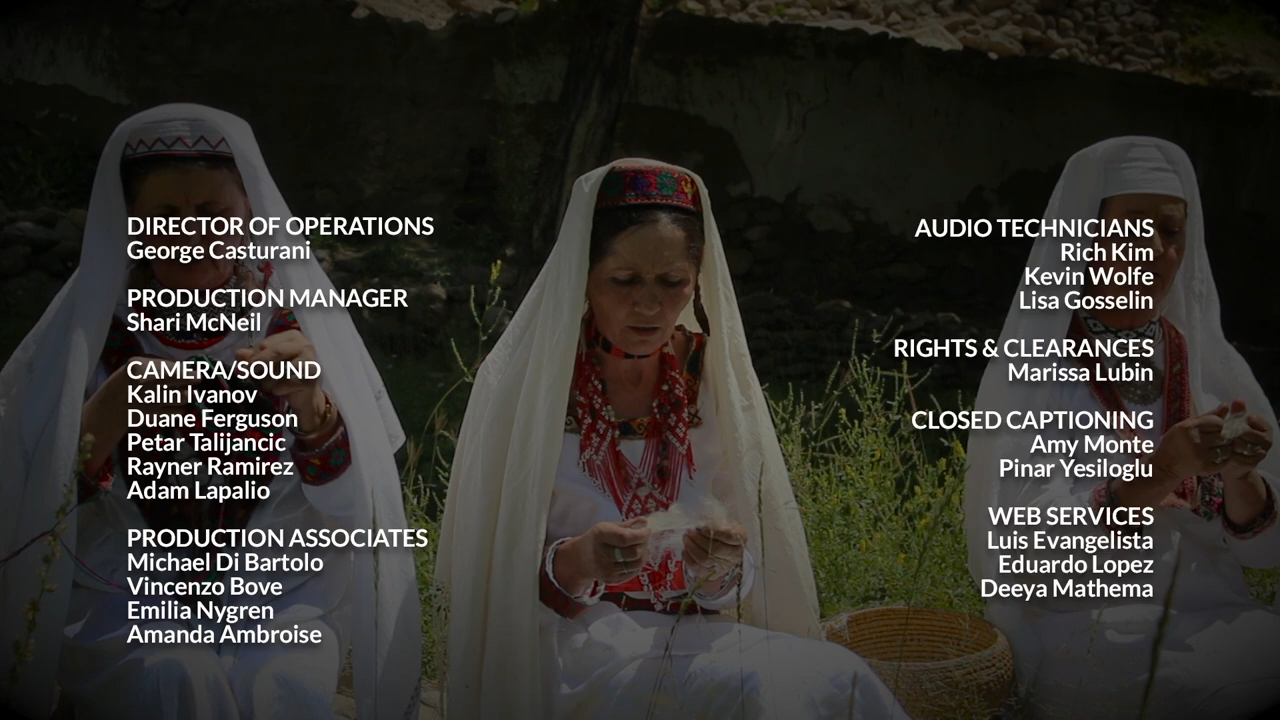 DIRECTOR OF OPERATIONS
George Casturani
PRODUCTION MANAGER
Shari McNeil
CAMERA/SOUND
Kalin Ivanov
Duane Ferguson
Petar Talijancic
Rayner Ramirez
Adam Lapalio
PRODUCTION ASSOCIATES
Michael Di Bartolo
Vincenzo Bove
Emilia Nygren
Amanda Ambroise
AUDIO TECHNICIANS
Rich Kim
Kevin Wolfe
Lisa Gosselin
RIGHTS & CLEARANCES
Marissa Lubin
CLOSED CAPTIONING
Amy Monte
Pinar Yesiloglu
WEB SERVICES
Luis Evangelista
Eduardo Lopez
Deeya Mathema